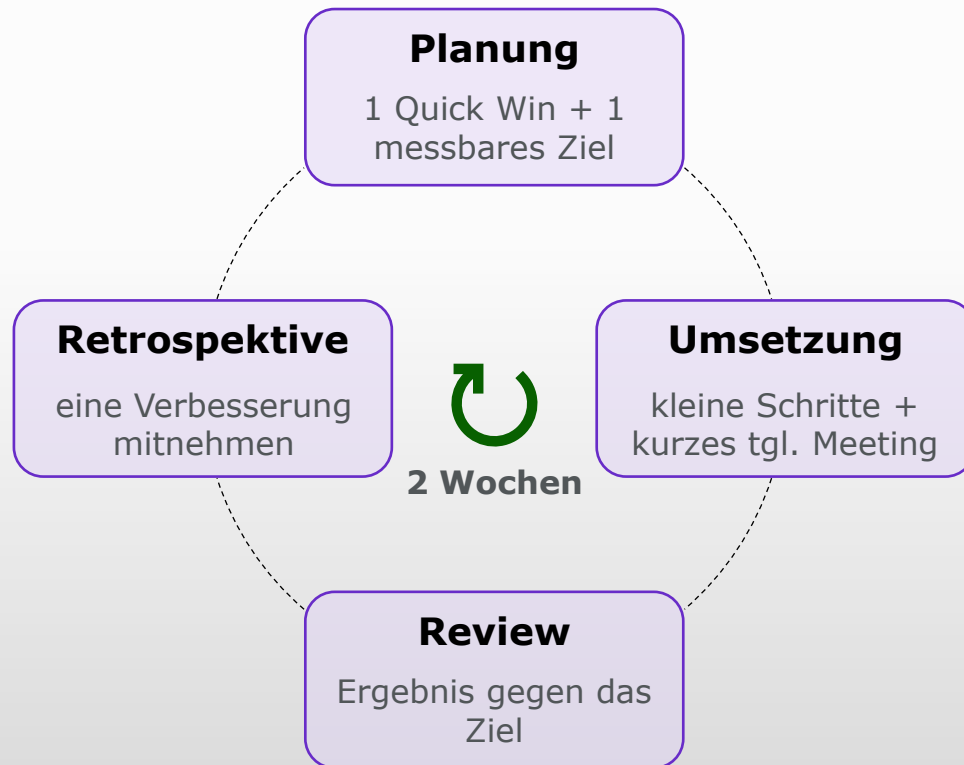 Planung
1 Quick Win + 1
messbares Ziel
Retrospektive
eine Verbesserung
mitnehmen
Umsetzung
kleine Schritte +
kurzes tgl. Meeting
2 Wochen
Review
Ergebnis gegen das
Ziel